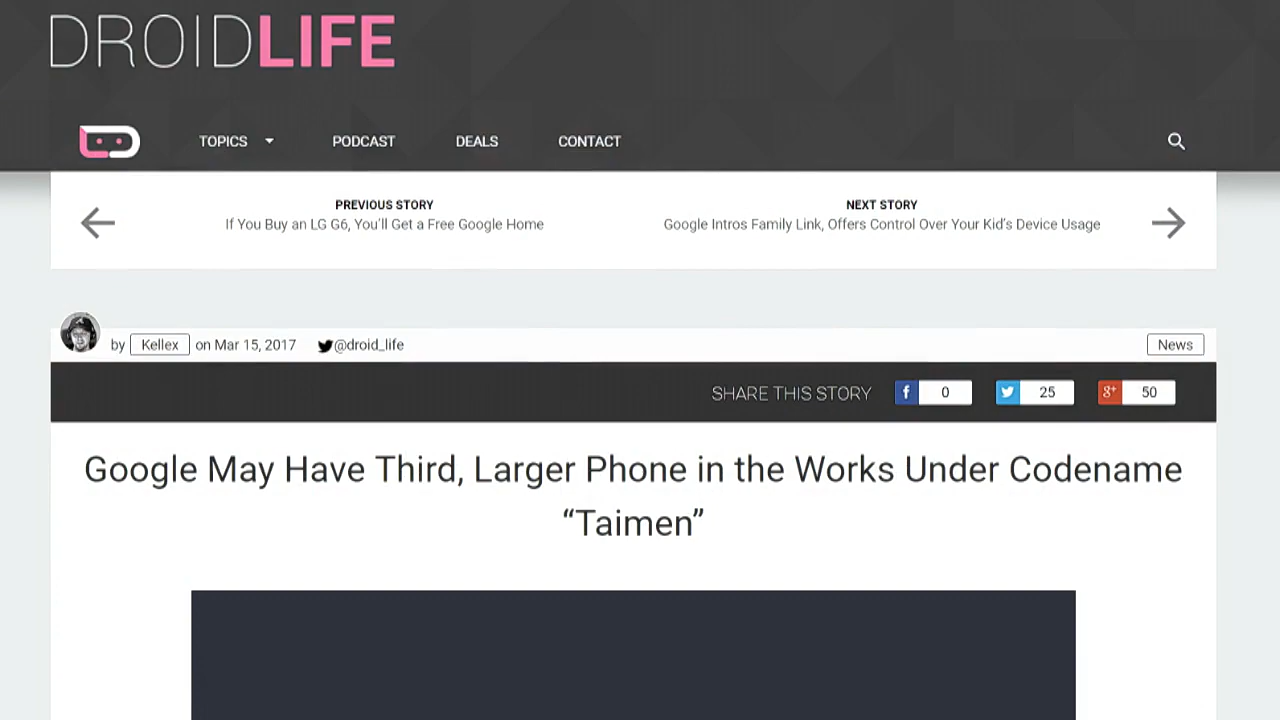 DROIDLIFE
TOPICS PODCAST DEALS CONTACT
PREVIOUS STORY
If You Buy an LG G6, You'll Get a Free Google Home
NEXT STORY
Google Intros Family Link, Offers Control Over Your Kid's Device Usage
by Kellex on Mar 15, 2017 @droid_life News
SHARE THIS STORY f 0 25 g+ 50
Google May Have Third, Larger Phone in the Works Under Codename
“Taimen”